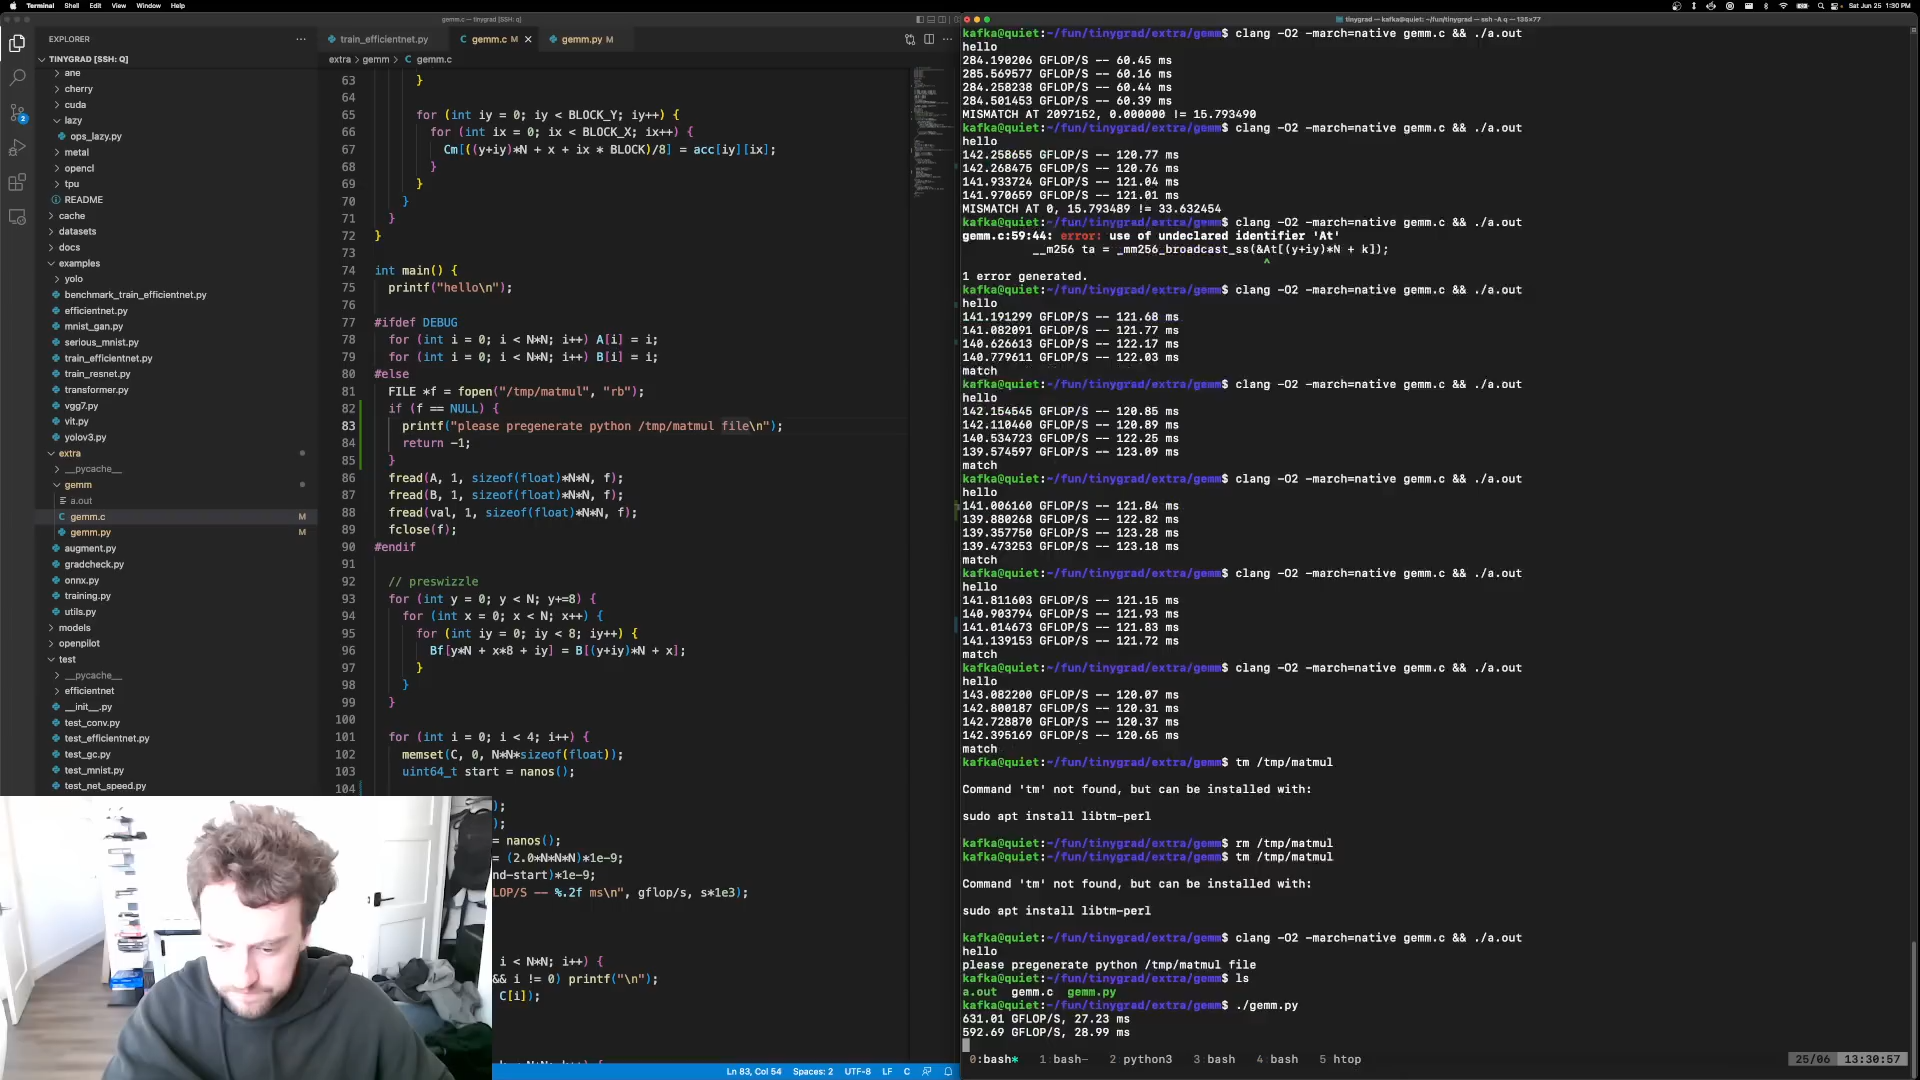 Terminal Shell Edit View Window Help
Sat Jun 25 1:30 PM
gemm.c — tinygrad [SSH: q]
EXPLORER
TINYGRAD [SSH: Q]
ane
cherry
cuda
lazy
ops_lazy.py
metal
opencl
tpu
README
cache
datasets
docs
examples
yolo
benchmark_train_efficientnet.py
efficientnet.py
mnist_gan.py
serious_mnist.py
train_efficientnet.py
train_resnet.py
transformer.py
vgg7.py
vit.py
yolov3.py
extra
__pycache__
gemm
a.out
gemm.c M
gemm.py M
augment.py
gradcheck.py
onnx.py
training.py
utils.py
models
openpilot
test
__pycache__
efficientnet
__init__.py
test_conv.py
test_efficientnet.py
test_gc.py
test_mnist.py
test_net_speed.py
train_efficientnet.py gemm.c M gemm.py M
extra > gemm > gemm.c
63 }
64
65 for (int iy = 0; iy < BLOCK_Y; iy++) {
66 for (int ix = 0; ix < BLOCK_X; ix++) {
67 Cm[((y+iy)*N + x + ix * BLOCK)/8] = acc[iy][ix];
68 }
69 }
70 }
71 }
72 }
73
74 int main() {
75 printf("hello\n");
76
77 #ifdef DEBUG
78 for (int i = 0; i < N*N; i++) A[i] = i;
79 for (int i = 0; i < N*N; i++) B[i] = i;
80 #else
81 FILE *f = fopen("/tmp/matmul", "rb");
82 if (f == NULL) {
83 printf("please pregenerate python /tmp/matmul file\n");
84 return -1;
85 }
86 fread(A, 1, sizeof(float)*N*N, f);
87 fread(B, 1, sizeof(float)*N*N, f);
88 fread(val, 1, sizeof(float)*N*N, f);
89 fclose(f);
90 #endif
91
92 // preswizzle
93 for (int y = 0; y < N; y+=8) {
94 for (int x = 0; x < N; x++) {
95 for (int iy = 0; iy < 8; iy++) {
96 Bf[y*N + x*8 + iy] = B[(y+iy)*N + x];
97 }
98 }
99 }
100
101 for (int i = 0; i < 4; i++) {
102 memset(C, 0, N*N*sizeof(float));
103 uint64_t start = nanos();
104
);
);
= nanos();
= (2.0*N*N*N)*1e-9;
nd-start)*1e-9;
LOP/S -- %.2f ms\n", gflop/s, s*1e3);
i < N*N; i++) {
&& i != 0) printf("\n");
C[i]);
Ln 83, Col 54 Spaces: 2 UTF-8 LF C
tinygrad — kafka@quiet: ~/fun/tinygrad — ssh -A q — 136×77
kafka@quiet:~/fun/tinygrad/extra/gemm$ clang -O2 -march=native gemm.c && ./a.out
hello
284.190206 GFLOP/S -- 60.45 ms
285.569577 GFLOP/S -- 60.16 ms
284.258238 GFLOP/S -- 60.44 ms
284.501453 GFLOP/S -- 60.39 ms
MISMATCH AT 2097152, 0.000000 != 15.793490
kafka@quiet:~/fun/tinygrad/extra/gemm$ clang -O2 -march=native gemm.c && ./a.out
hello
142.258655 GFLOP/S -- 120.77 ms
142.268475 GFLOP/S -- 120.76 ms
141.933724 GFLOP/S -- 121.04 ms
141.970659 GFLOP/S -- 121.01 ms
MISMATCH AT 0, 15.793489 != 33.632454
kafka@quiet:~/fun/tinygrad/extra/gemm$ clang -O2 -march=native gemm.c && ./a.out
gemm.c:59:44: error: use of undeclared identifier 'At'
__m256 ta = _mm256_broadcast_ss(&At[(y+iy)*N + k]);
^
1 error generated.
kafka@quiet:~/fun/tinygrad/extra/gemm$ clang -O2 -march=native gemm.c && ./a.out
hello
141.191299 GFLOP/S -- 121.68 ms
141.082091 GFLOP/S -- 121.77 ms
140.626613 GFLOP/S -- 122.17 ms
140.779611 GFLOP/S -- 122.03 ms
match
kafka@quiet:~/fun/tinygrad/extra/gemm$ clang -O2 -march=native gemm.c && ./a.out
hello
142.154545 GFLOP/S -- 120.85 ms
142.110460 GFLOP/S -- 120.89 ms
140.534723 GFLOP/S -- 122.25 ms
139.574597 GFLOP/S -- 123.09 ms
match
kafka@quiet:~/fun/tinygrad/extra/gemm$ clang -O2 -march=native gemm.c && ./a.out
hello
141.006160 GFLOP/S -- 121.84 ms
139.880268 GFLOP/S -- 122.82 ms
139.357750 GFLOP/S -- 123.28 ms
139.473253 GFLOP/S -- 123.18 ms
match
kafka@quiet:~/fun/tinygrad/extra/gemm$ clang -O2 -march=native gemm.c && ./a.out
hello
141.811603 GFLOP/S -- 121.15 ms
140.903794 GFLOP/S -- 121.93 ms
141.014673 GFLOP/S -- 121.83 ms
141.139153 GFLOP/S -- 121.72 ms
match
kafka@quiet:~/fun/tinygrad/extra/gemm$ clang -O2 -march=native gemm.c && ./a.out
hello
143.082200 GFLOP/S -- 120.07 ms
142.800187 GFLOP/S -- 120.31 ms
142.728870 GFLOP/S -- 120.37 ms
142.395169 GFLOP/S -- 120.65 ms
match
kafka@quiet:~/fun/tinygrad/extra/gemm$ tm /tmp/matmul
Command 'tm' not found, but can be installed with:
sudo apt install libtm-perl
kafka@quiet:~/fun/tinygrad/extra/gemm$ rm /tmp/matmul
kafka@quiet:~/fun/tinygrad/extra/gemm$ tm /tmp/matmul
Command 'tm' not found, but can be installed with:
sudo apt install libtm-perl
kafka@quiet:~/fun/tinygrad/extra/gemm$ clang -O2 -march=native gemm.c && ./a.out
hello
please pregenerate python /tmp/matmul file
kafka@quiet:~/fun/tinygrad/extra/gemm$ ls
a.out gemm.c gemm.py
kafka@quiet:~/fun/tinygrad/extra/gemm$ ./gemm.py
631.01 GFLOP/S, 27.23 ms
592.69 GFLOP/S, 28.99 ms
0:bash* 1 bash- 2 python3 3 bash 4 bash 5 htop
25/06 13:30:57